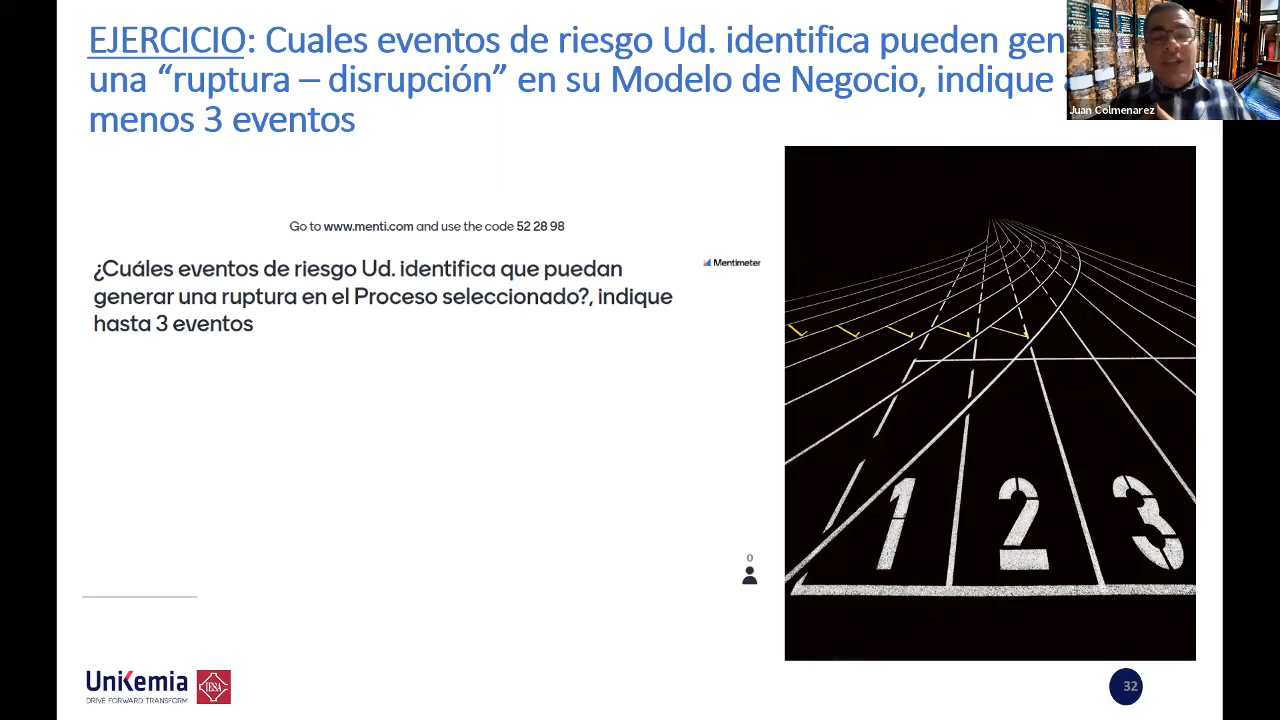 EJERCICIO: Cuales eventos de riesgo Ud. identifica pueden gen
una “ruptura – disrupción” en su Modelo de Negocio, indique
menos 3 eventos
Juan Colmenarez
Go to www.menti.com and use the code 52 28 98
¿Cuáles eventos de riesgo Ud. identifica que puedan
generar una ruptura en el Proceso seleccionado?, indique
hasta 3 eventos
Mentimeter
0
1 2 3
UniKemia
DRIVE FORWARD TRANSFORM
IESA
32